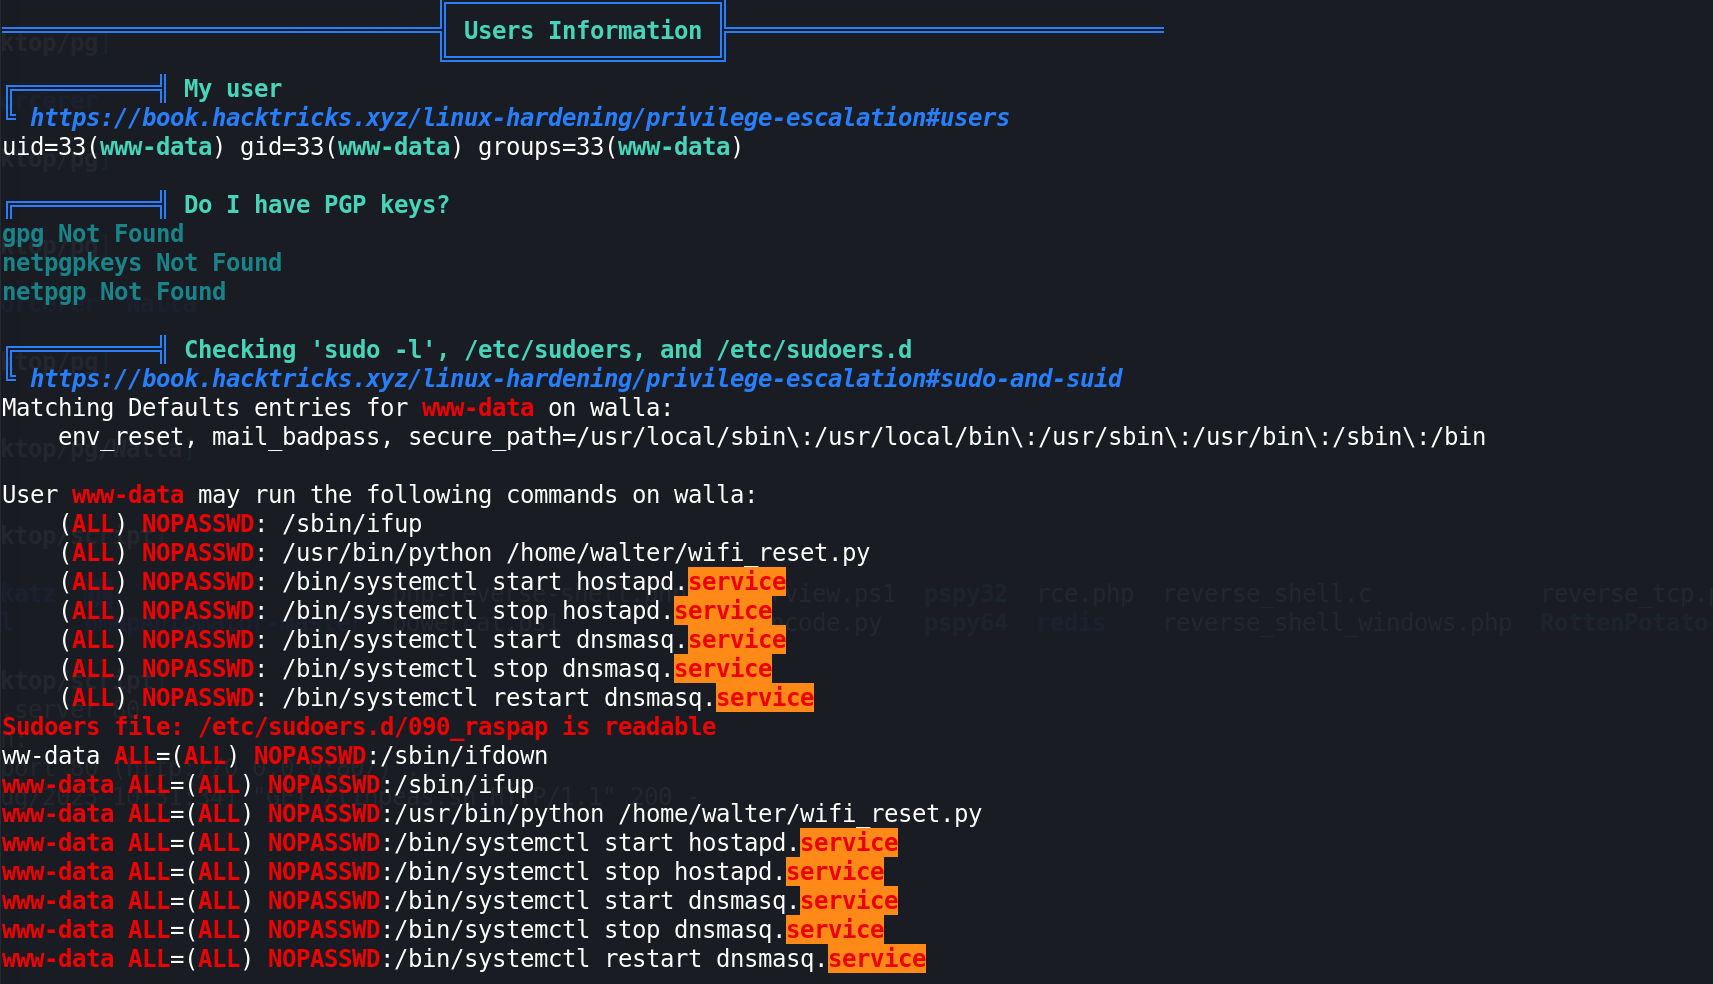 Users Information
My user
https://book.hacktricks.xyz/linux-hardening/privilege-escalation#users
uid=33(www-data) gid=33(www-data) groups=33(www-data)
Do I have PGP keys?
gpg Not Found
netpgpkeys Not Found
netpgp Not Found
Checking 'sudo -l', /etc/sudoers, and /etc/sudoers.d
https://book.hacktricks.xyz/linux-hardening/privilege-escalation#sudo-and-suid
Matching Defaults entries for www-data on walla:
    env_reset, mail_badpass, secure_path=/usr/local/sbin\:/usr/local/bin\:/usr/sbin\:/usr/bin\:/sbin\:/bin
User www-data may run the following commands on walla:
    (ALL) NOPASSWD: /sbin/ifup
    (ALL) NOPASSWD: /usr/bin/python /home/walter/wifi_reset.py
    (ALL) NOPASSWD: /bin/systemctl start hostapd.service
    (ALL) NOPASSWD: /bin/systemctl stop hostapd.service
    (ALL) NOPASSWD: /bin/systemctl start dnsmasq.service
    (ALL) NOPASSWD: /bin/systemctl stop dnsmasq.service
    (ALL) NOPASSWD: /bin/systemctl restart dnsmasq.service
Sudoers file: /etc/sudoers.d/090_raspap is readable
ww-data ALL=(ALL) NOPASSWD:/sbin/ifdown
www-data ALL=(ALL) NOPASSWD:/sbin/ifup
www-data ALL=(ALL) NOPASSWD:/usr/bin/python /home/walter/wifi_reset.py
www-data ALL=(ALL) NOPASSWD:/bin/systemctl start hostapd.service
www-data ALL=(ALL) NOPASSWD:/bin/systemctl stop hostapd.service
www-data ALL=(ALL) NOPASSWD:/bin/systemctl start dnsmasq.service
www-data ALL=(ALL) NOPASSWD:/bin/systemctl stop dnsmasq.service
www-data ALL=(ALL) NOPASSWD:/bin/systemctl restart dnsmasq.service